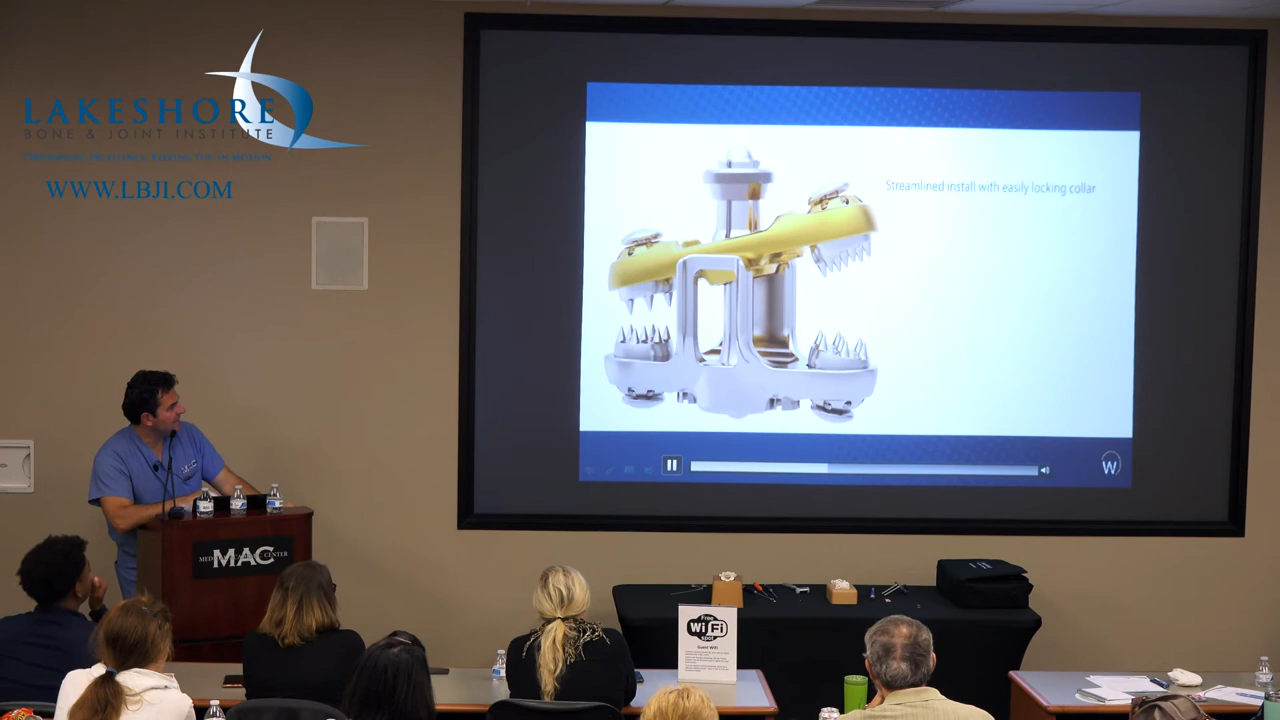 LAKESHORE
BONE & JOINT INSTITUTE
WWW.LBJI.COM
Streamlined install with easily locking collar
W
MAC
Free
Wi Fi
spot
Guest WiFi